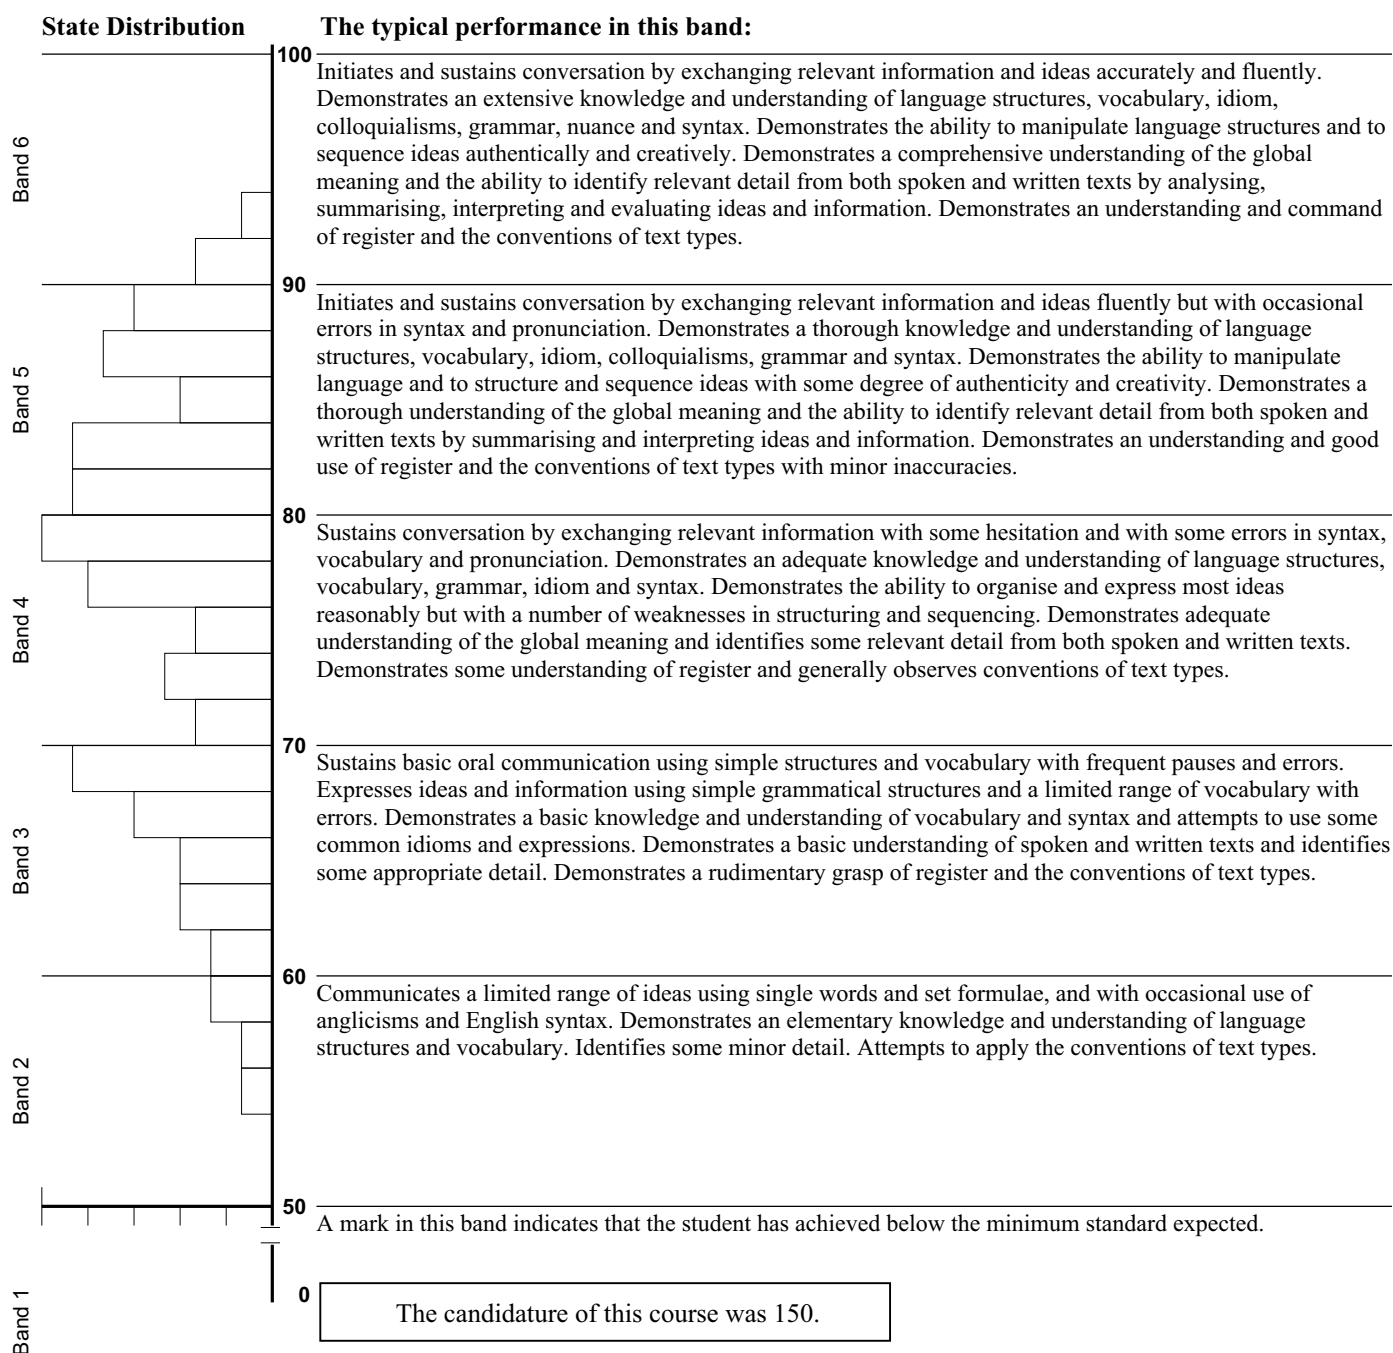 State Distribution
The typical performance in this band:
100
Band 6
Initiates and sustains conversation by exchanging relevant information and ideas accurately and fluently.
Demonstrates an extensive knowledge and understanding of language structures, vocabulary, idiom,
colloquialisms, grammar, nuance and syntax. Demonstrates the ability to manipulate language structures and to
sequence ideas authentically and creatively. Demonstrates a comprehensive understanding of the global
meaning and the ability to identify relevant detail from both spoken and written texts by analysing,
summarising, interpreting and evaluating ideas and information. Demonstrates an understanding and command
of register and the conventions of text types.
90
Band 5
Initiates and sustains conversation by exchanging relevant information and ideas fluently but with occasional
errors in syntax and pronunciation. Demonstrates a thorough knowledge and understanding of language
structures, vocabulary, idiom, colloquialisms, grammar and syntax. Demonstrates the ability to manipulate
language and to structure and sequence ideas with some degree of authenticity and creativity. Demonstrates a
thorough understanding of the global meaning and the ability to identify relevant detail from both spoken and
written texts by summarising and interpreting ideas and information. Demonstrates an understanding and good
use of register and the conventions of text types with minor inaccuracies.
80
Band 4
Sustains conversation by exchanging relevant information with some hesitation and with some errors in syntax,
vocabulary and pronunciation. Demonstrates an adequate knowledge and understanding of language structures,
vocabulary, grammar, idiom and syntax. Demonstrates the ability to organise and express most ideas
reasonably but with a number of weaknesses in structuring and sequencing. Demonstrates adequate
understanding of the global meaning and identifies some relevant detail from both spoken and written texts.
Demonstrates some understanding of register and generally observes conventions of text types.
70
Band 3
Sustains basic oral communication using simple structures and vocabulary with frequent pauses and errors.
Expresses ideas and information using simple grammatical structures and a limited range of vocabulary with
errors. Demonstrates a basic knowledge and understanding of vocabulary and syntax and attempts to use some
common idioms and expressions. Demonstrates a basic understanding of spoken and written texts and identifies
some appropriate detail. Demonstrates a rudimentary grasp of register and the conventions of text types.
60
Band 2
Communicates a limited range of ideas using single words and set formulae, and with occasional use of
anglicisms and English syntax. Demonstrates an elementary knowledge and understanding of language
structures and vocabulary. Identifies some minor detail. Attempts to apply the conventions of text types.
50
Band 1
A mark in this band indicates that the student has achieved below the minimum standard expected.
0
The candidature of this course was 150.